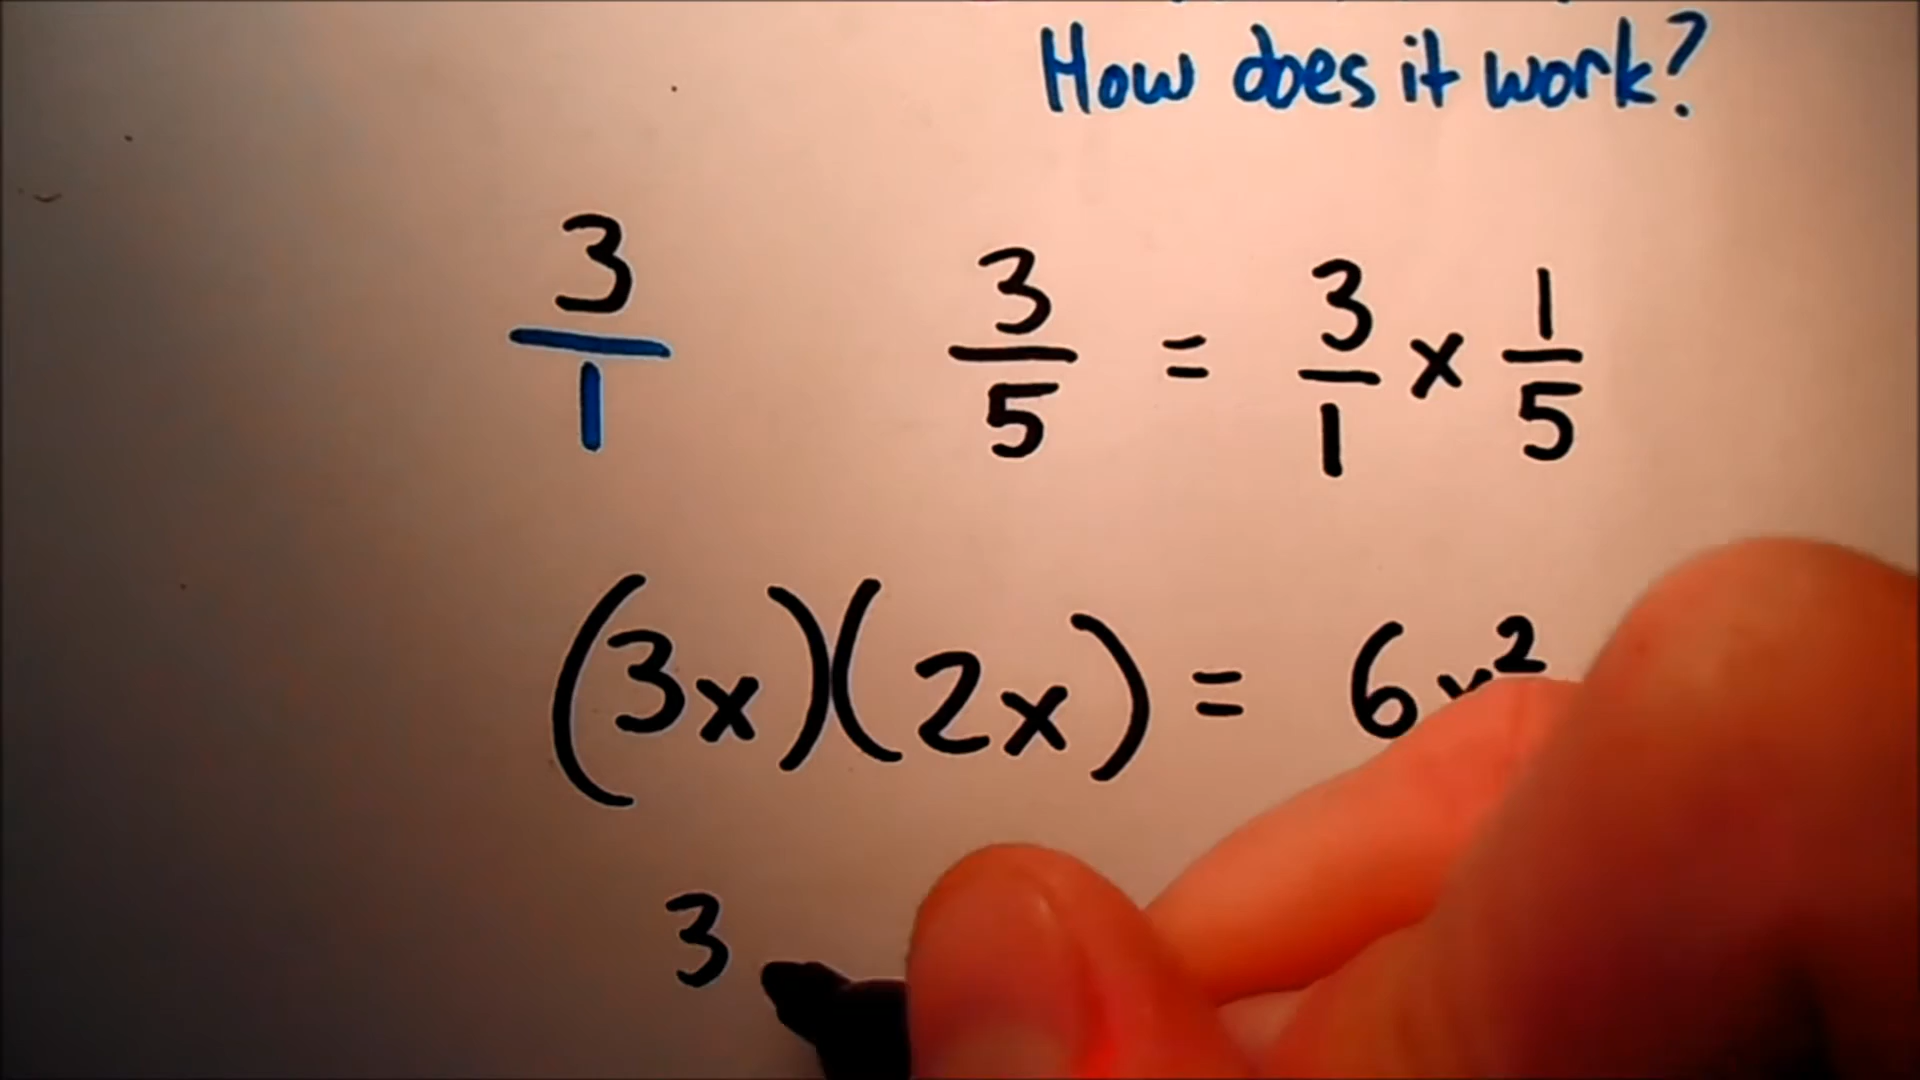 How does it work?
3/1
3/5 = 3/1 x 1/5
(3x)(2x) = 6x²
3